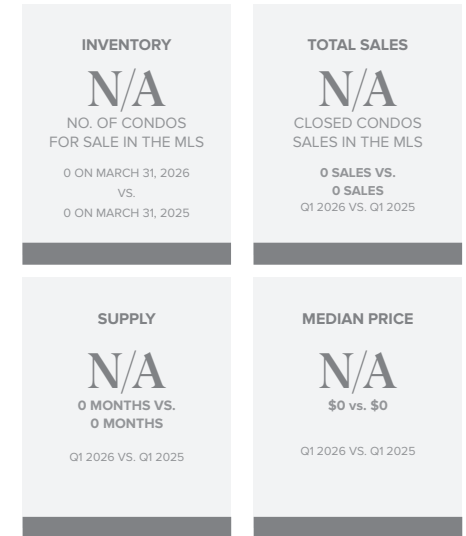 INVENTORY
N/A
NO. OF CONDOS
FOR SALE IN THE MLS
0 ON MARCH 31, 2026
VS.
0 ON MARCH 31, 2025
TOTAL SALES
N/A
CLOSED CONDOS
SALES IN THE MLS
0 SALES VS.
0 SALES
Q1 2026 VS. Q1 2025
SUPPLY
N/A
0 MONTHS VS.
0 MONTHS
Q1 2026 VS. Q1 2025
MEDIAN PRICE
N/A
$0 vs. $0
Q1 2026 VS. Q1 2025